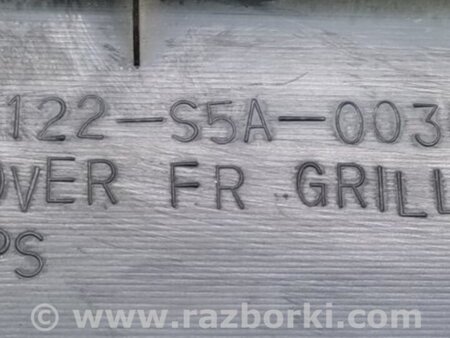 122-S5A-003
OVER FR GRILL
PS
© www.razborki.com